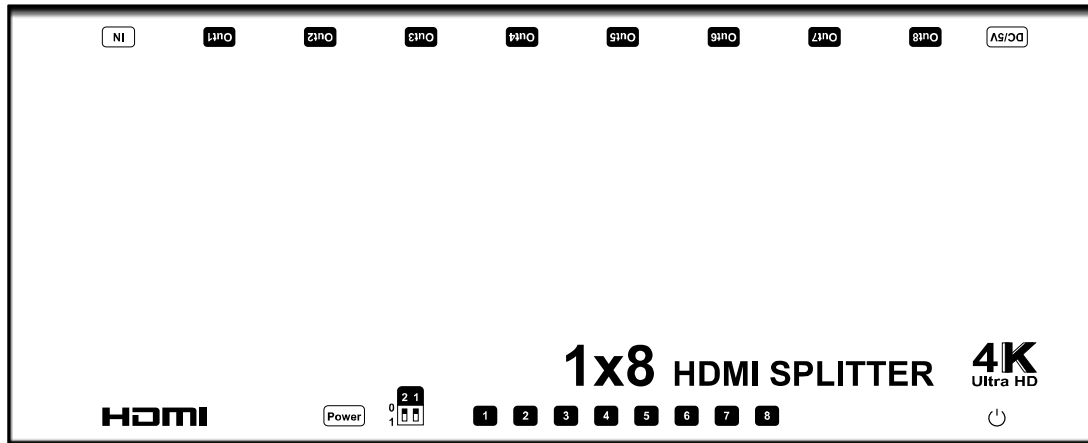 IN Out1 Out2 Out3 Out4 Out5 Out6 Out7 Out8 DC/5V
1x8 HDMI SPLITTER 4K
Ultra HD
2 1
0
1
HDMI Power 1 2 3 4 5 6 7 8